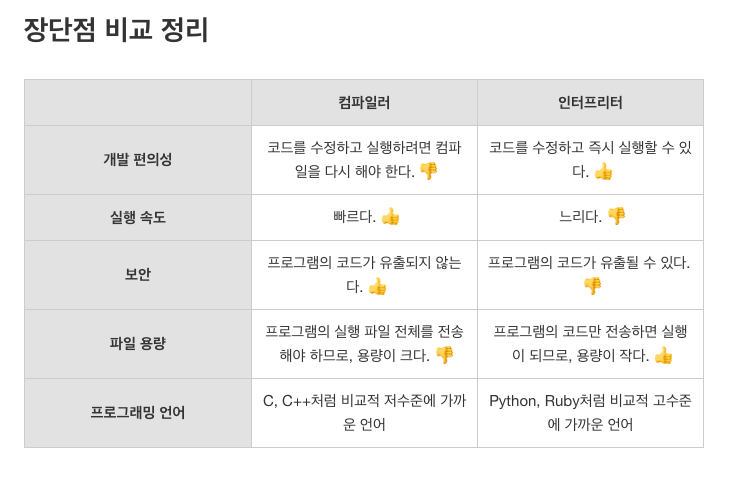 장단점 비교 정리
컴파일러
인터프리터
개발 편의성
코드를 수정하고 실행하려면 컴파
일을 다시 해야 한다. 👎
코드를 수정하고 즉시 실행할 수 있
다. 👍
실행 속도
빠르다. 👍
느리다. 👎
보안
프로그램의 코드가 유출되지 않는
다. 👍
프로그램의 코드가 유출될 수 있다.
👎
파일 용량
프로그램의 실행 파일 전체를 전송
해야 하므로, 용량이 크다. 👎
프로그램의 코드만 전송하면 실행
이 되므로, 용량이 작다. 👍
프로그래밍 언어
C, C++처럼 비교적 저수준에 가까
운 언어
Python, Ruby처럼 비교적 고수준
에 가까운 언어